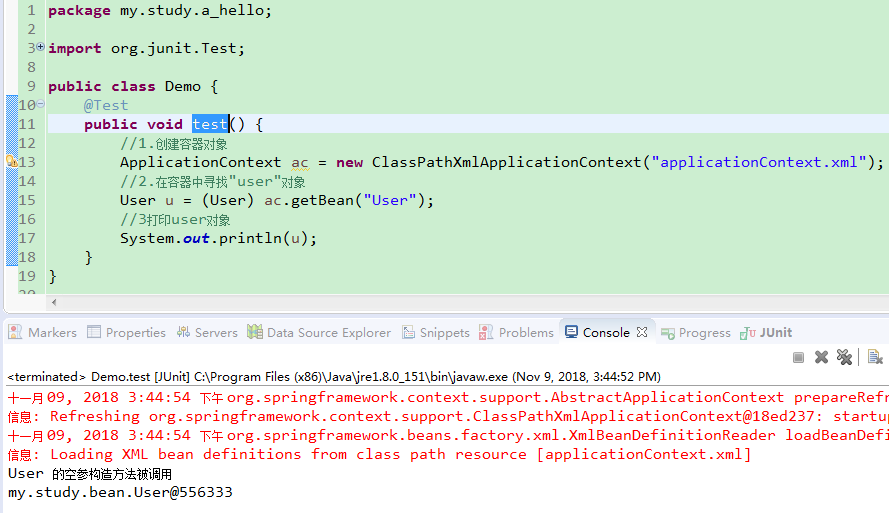 1 package my.study.a_hello;
2
3 import org.junit.Test;
8
9 public class Demo {
10 @Test
11 public void test() {
12 //1.创建容器对象
13 ApplicationContext ac = new ClassPathXmlApplicationContext("applicationContext.xml");
14 //2.在容器中寻找"user"对象
15 User u = (User) ac.getBean("User");
16 //3打印user对象
17 System.out.println(u);
18 }
19 }
20
Markers Properties Servers Data Source Explorer Snippets Problems Console Progress JUnit
<terminated> Demo.test [JUnit] C:\Program Files (x86)\Java\jre1.8.0_151\bin\javaw.exe (Nov 9, 2018, 3:44:52 PM)
十一月 09, 2018 3:44:54 下午 org.springframework.context.support.AbstractApplicationContext prepareRefr
信息: Refreshing org.springframework.context.support.ClassPathXmlApplicationContext@18ed237: startup
十一月 09, 2018 3:44:54 下午 org.springframework.beans.factory.xml.XmlBeanDefinitionReader loadBeanDefi
信息: Loading XML bean definitions from class path resource [applicationContext.xml]
User 的空参构造方法被调用
my.study.bean.User@556333